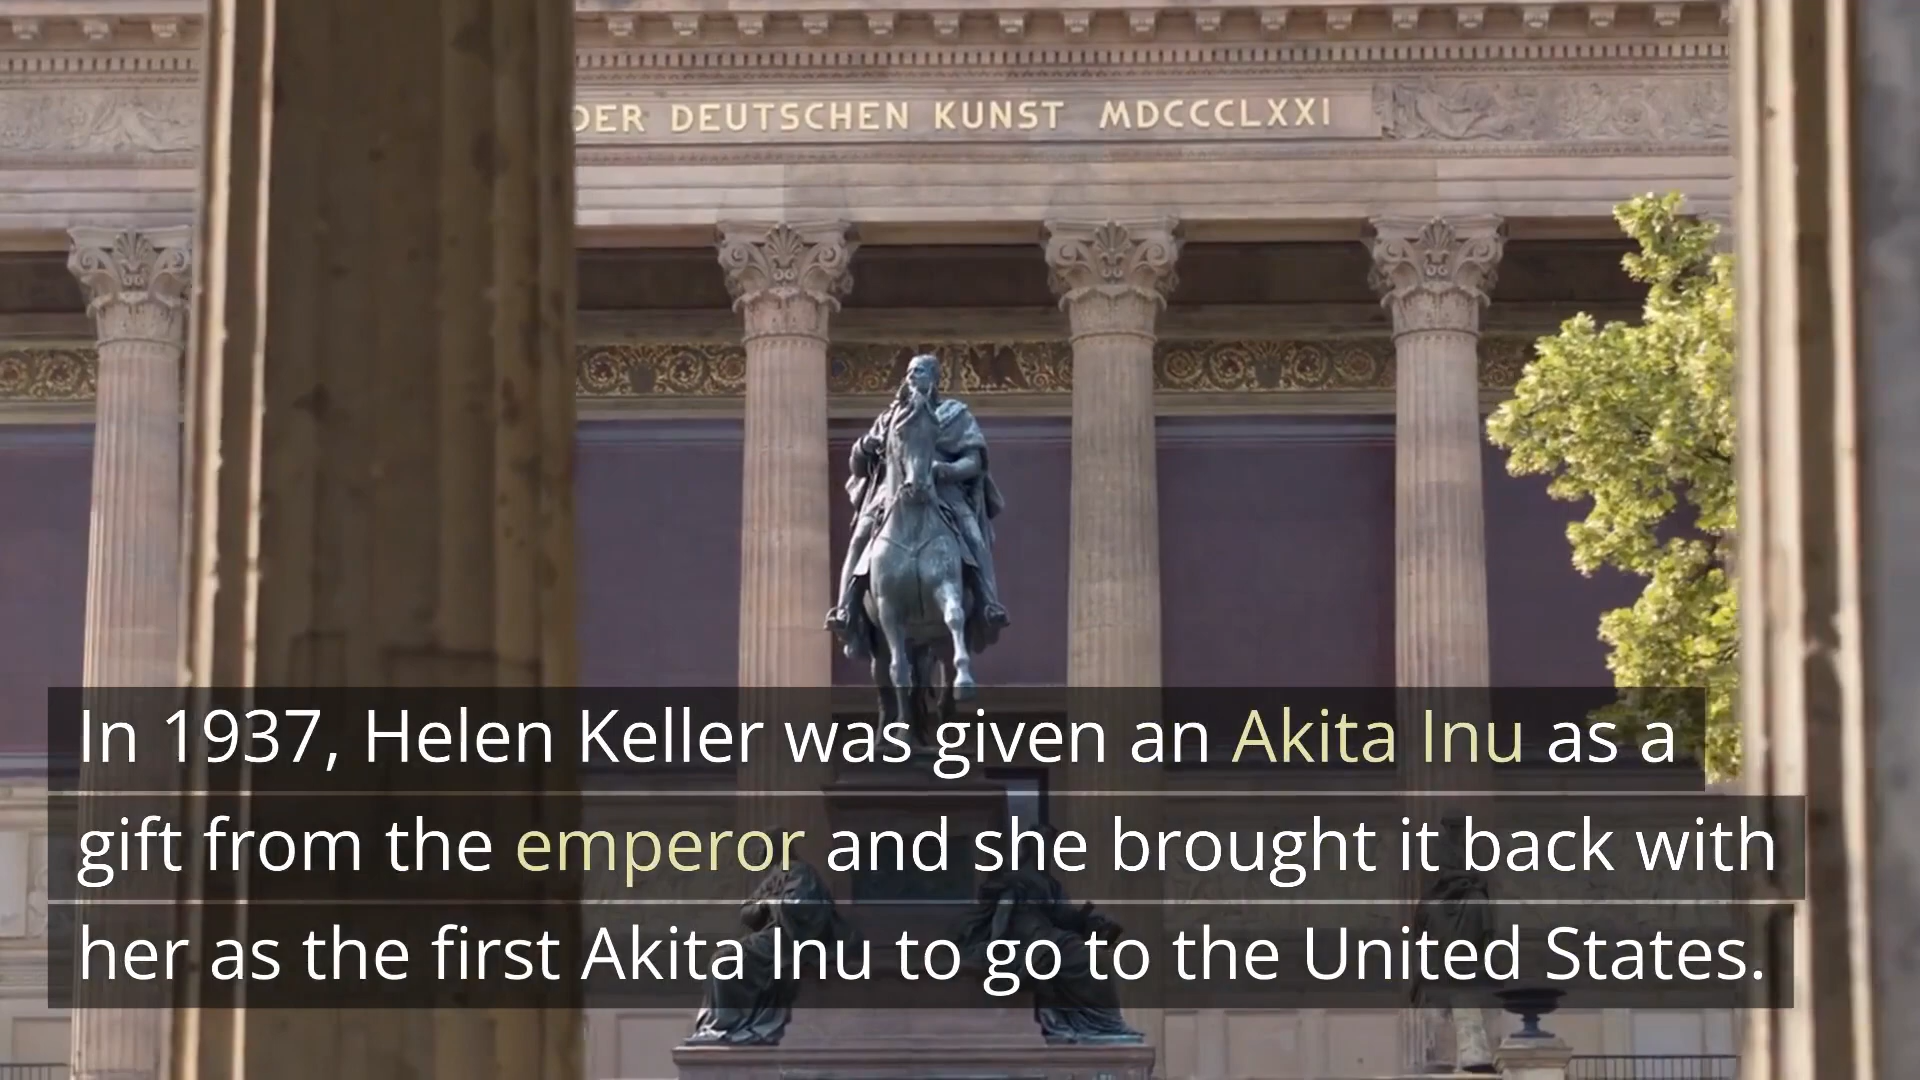 DER DEUTSCHEN KUNST MDCCCLXXI
In 1937, Helen Keller was given an Akita Inu as a
gift from the emperor and she brought it back with
her as the first Akita Inu to go to the United States.